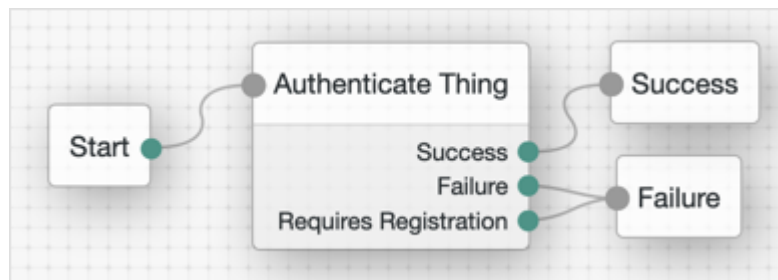 Start
Authenticate Thing
Success
Failure
Requires Registration
Success
Failure